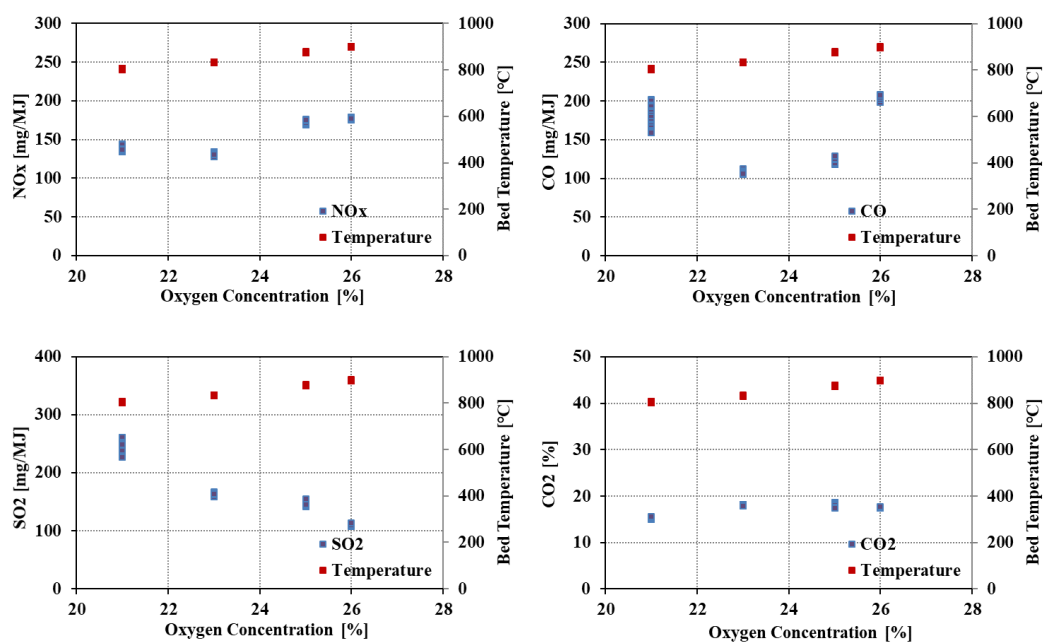 300
250
200
150
100
50
0
NOx [mg/MJ]
1000
800
600
400
200
0
Bed Temperature [℃]
NOx
Temperature
20 22 24 26 28
Oxygen Concentration [%]
300
250
200
150
100
50
0
CO [mg/MJ]
1000
800
600
400
200
0
Bed Temperature [℃]
CO
Temperature
20 22 24 26 28
Oxygen Concentration [%]
400
300
200
100
0
SO2 [mg/MJ]
1000
800
600
400
200
0
Bed Temperature [℃]
SO2
Temperature
20 22 24 26 28
Oxygen Concentration [%]
50
40
30
20
10
0
CO2 [%]
1000
800
600
400
200
0
Bed Temperature [℃]
CO2
Temperature
20 22 24 26 28
Oxygen Concentration [%]